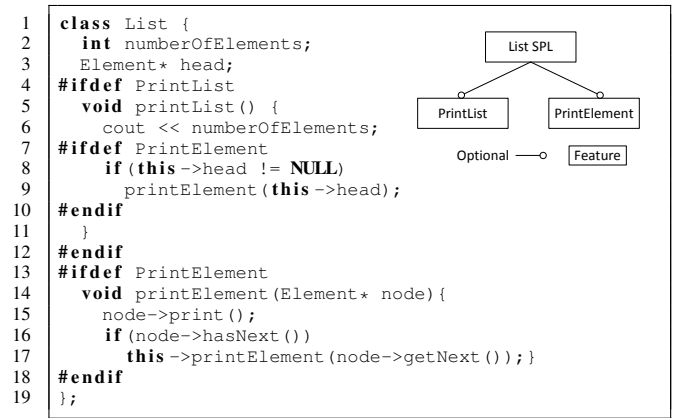 1 class List {
2 int numberOfElements;
3 Element* head;
4 #ifdef PrintList
5 void printList() {
6 cout << numberOfElements;
7 #ifdef PrintElement
8 if(this->head != NULL)
9 printElement(this->head);
10 #endif
11 }
12 #endif
13 #ifdef PrintElement
14 void printElement(Element* node){
15 node->print();
16 if(node->hasNext())
17 this->printElement(node->getNext());}
18 #endif
19 };
List SPL
PrintList PrintElement
Optional Feature